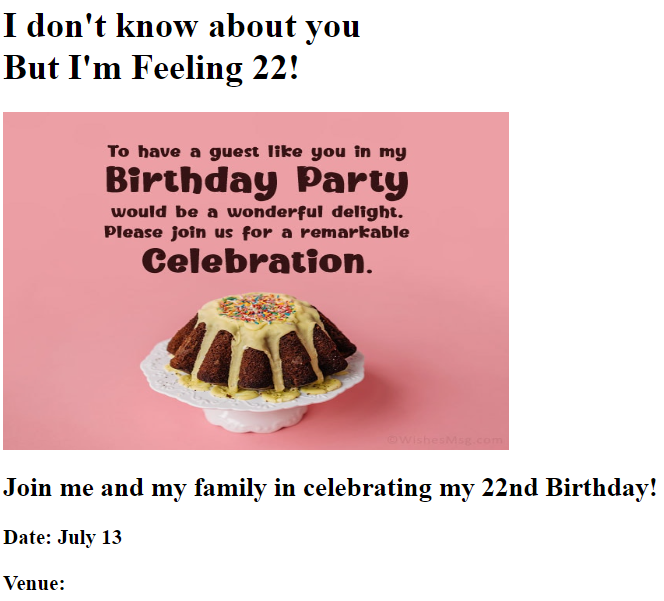 I don't know about you
But I'm Feeling 22!
To have a guest like you in my
Birthday Party
would be a wonderful delight.
Please join us for a remarkable
Celebration.
©WishesMsg.com
Join me and my family in celebrating my 22nd Birthday!
Date: July 13
Venue: